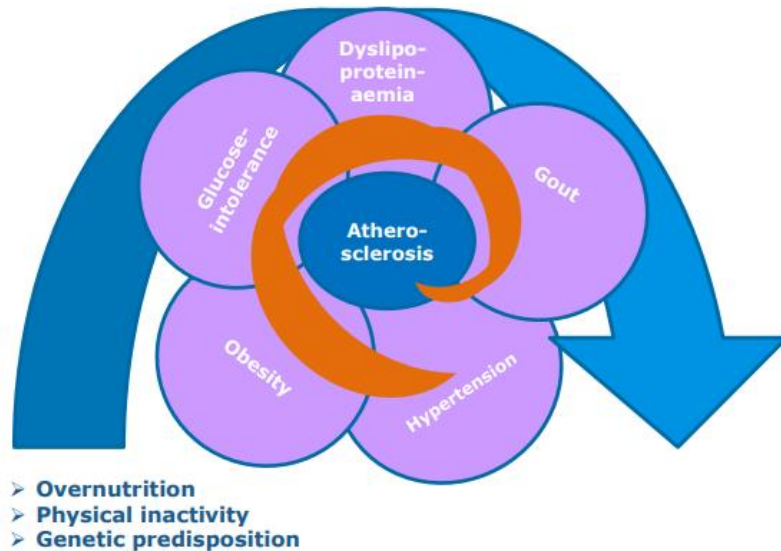 Dyslipo-
protein-
aemia
Glucose-
intolerance
Gout
Athero-
sclerosis
Obesity
Hypertension
➢ Overnutrition
➢ Physical inactivity
➢ Genetic predisposition